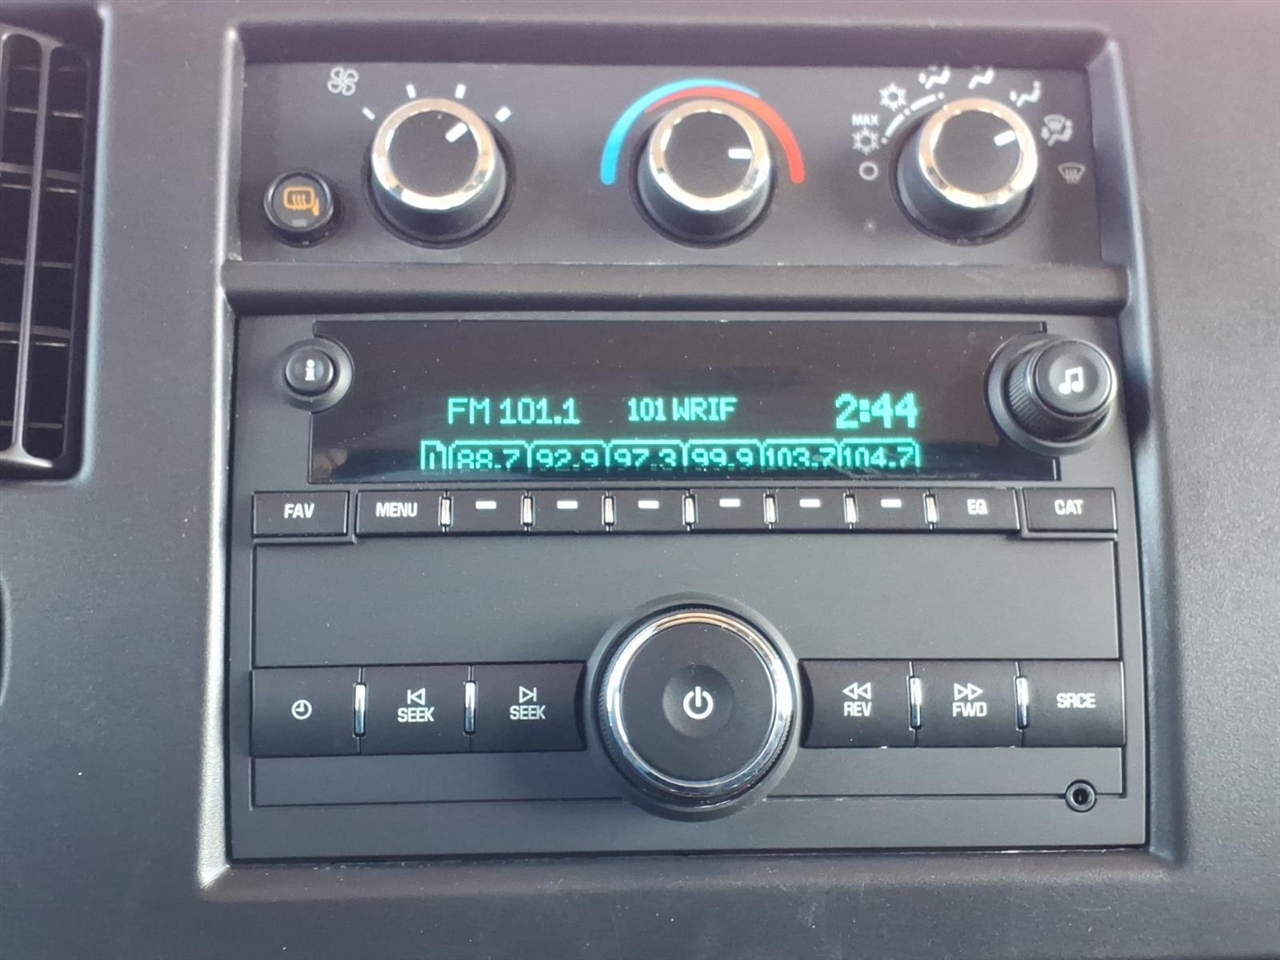 MAX
FM 101.1 101 WRIF 2:44
88.7 92.9 97.3 99.9 103.7 104.7
FAV MENU EQ CAT
SEEK SEEK REV FWD SRCE